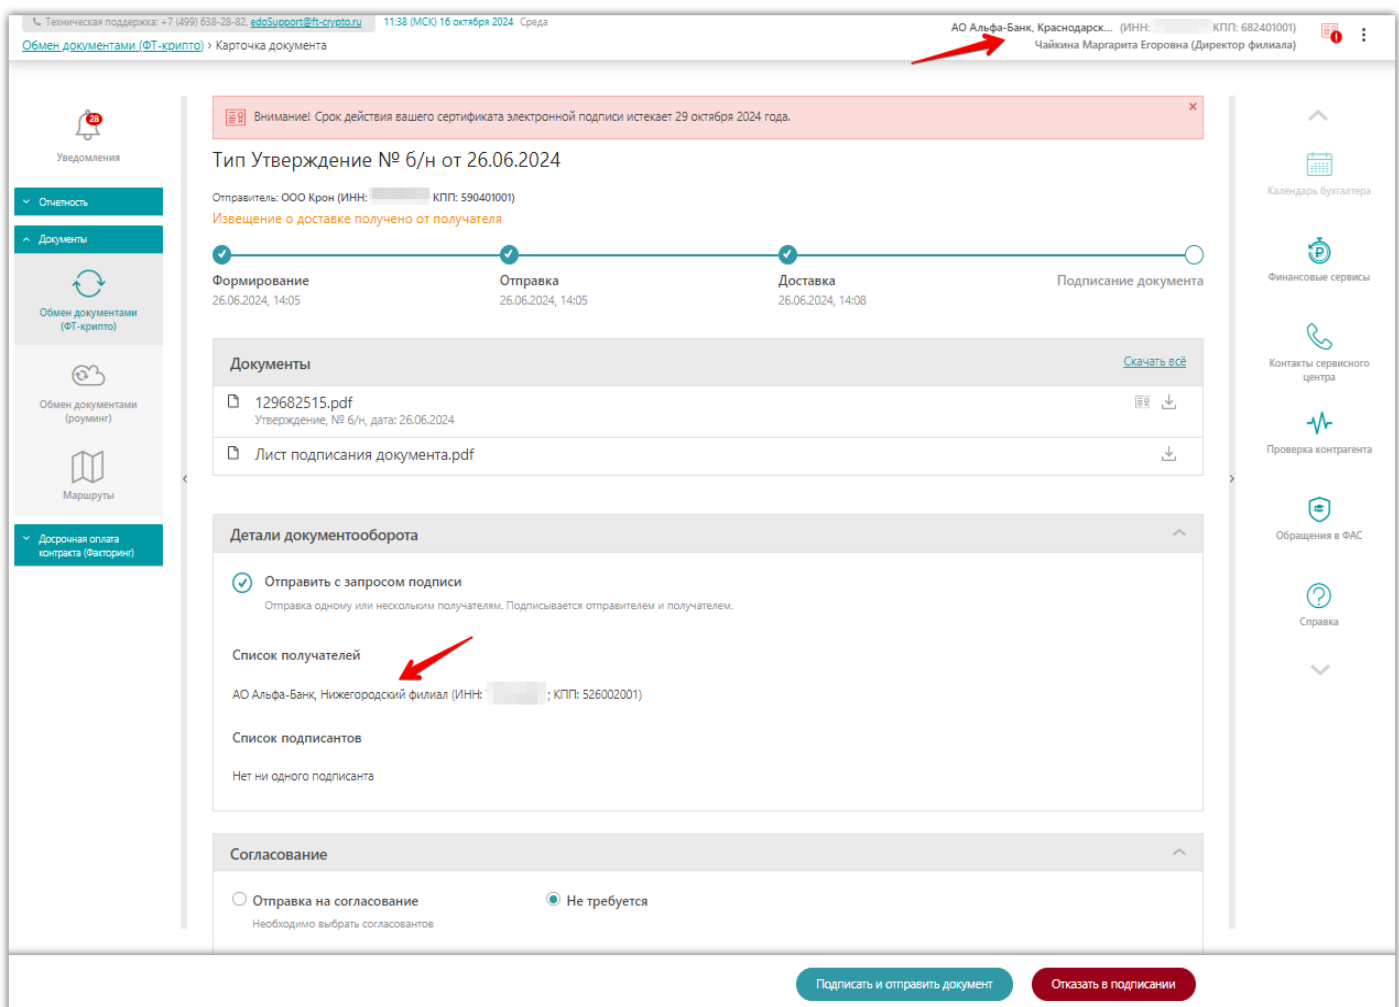 Техническая поддержка: +7 (499) 638-28-82, edoSupport@ft-crypto.ru 11:38 (МСК) 16 октября 2024 Среда
АО Альфа-Банк, Краснодарск... (ИНН: КПП: 682401001)
Чайкина Маргарита Егоровна (Директор филиала)
Обмен документами (ФТ-крипто) > Карточка документа
28
Уведомления
Отчетность
Документы
Обмен документами
(ФТ-крипто)
Обмен документами
(роуминг)
Маршруты
Досрочная оплата
контракта (Факторинг)
Внимание! Срок действия вашего сертификата электронной подписи истекает 29 октября 2024 года.
Тип Утверждение № б/н от 26.06.2024
Отправитель: ООО Крон (ИНН: КПП: 590401001)
Извещение о доставке получено от получателя
Формирование
26.06.2024, 14:05
Отправка
26.06.2024, 14:05
Доставка
26.06.2024, 14:08
Подписание документа
Документы
Скачать всё
129682515.pdf
Утверждение, № б/н, дата: 26.06.2024
Лист подписания документа.pdf
Детали документооборота
Отправить с запросом подписи
Отправка одному или нескольким получателям. Подписывается отправителем и получателем.
Список получателей
АО Альфа-Банк, Нижегородский филиал (ИНН: ; КПП: 526002001)
Список подписантов
Нет ни одного подписанта
Согласование
Отправка на согласование
Необходимо выбрать согласовантов
Не требуется
Подписать и отправить документ
Отказать в подписании
Календарь бухгалтера
Финансовые сервисы
Контакты сервисного
центра
Проверка контрагента
Обращения в ФАС
Справка